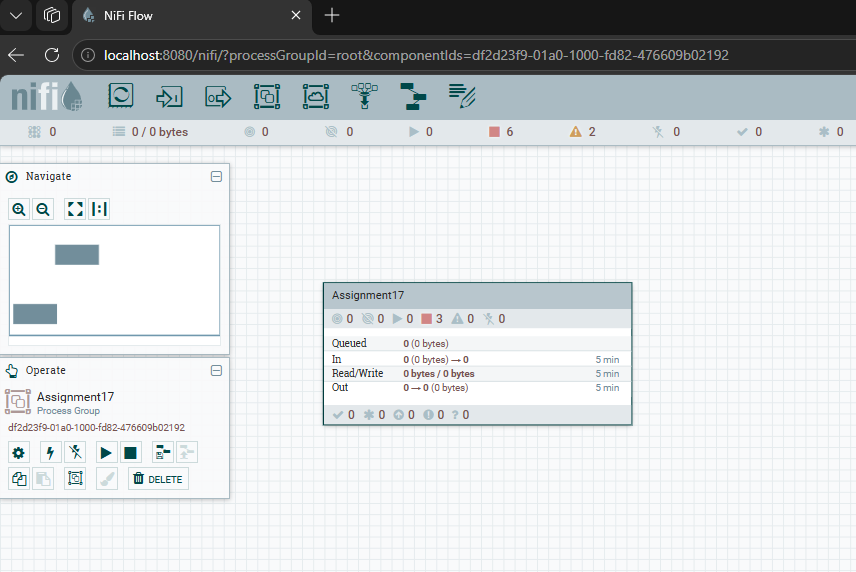 NiFi Flow
localhost:8080/nifi/?processGroupId=root&componentIds=df2d23f9-01a0-1000-fd82-476609b02192
nifi
0 0 / 0 bytes 0 0 0 6 2 0 0 0
Navigate
Operate
Assignment17
Process Group
df2d23f9-01a0-1000-fd82-476609b02192
DELETE
Assignment17
0 0 0 3 0 0
Queued 0 (0 bytes)
In 0 (0 bytes) → 0 5 min
Read/Write 0 bytes / 0 bytes 5 min
Out 0 → 0 (0 bytes) 5 min
0 0 0 0 ? 0